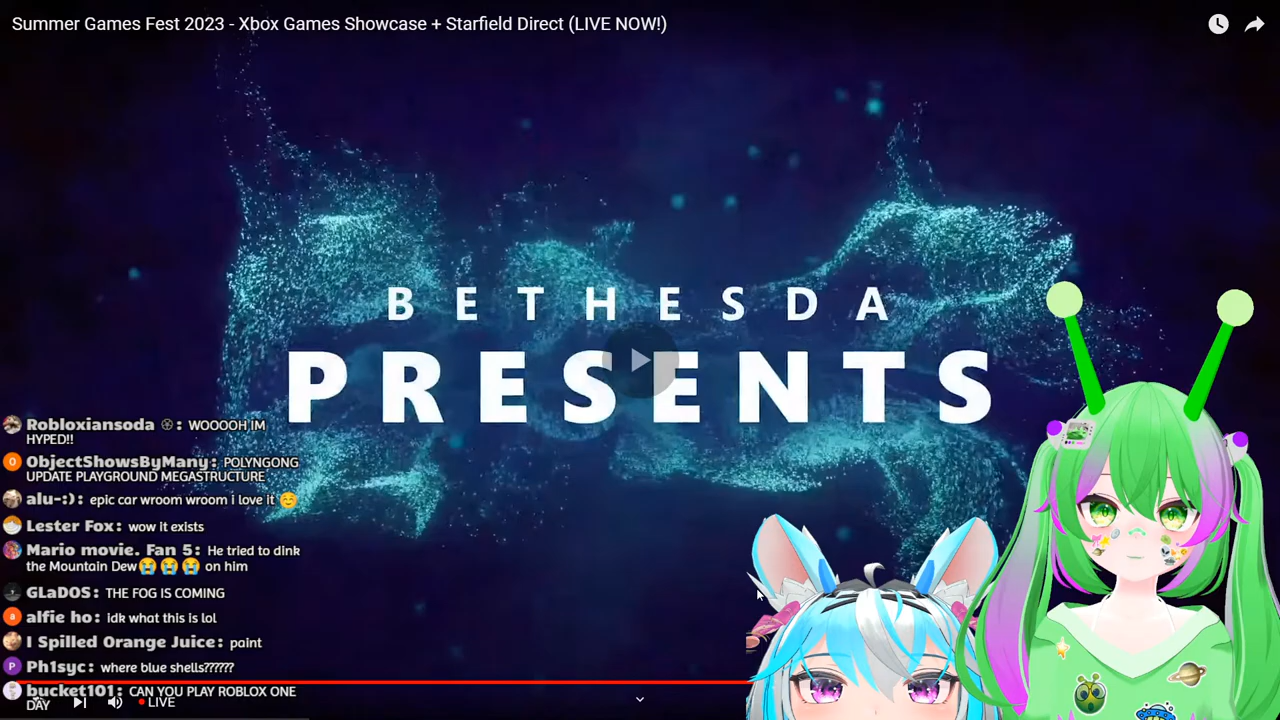 Summer Games Fest 2023 - Xbox Games Showcase + Starfield Direct (LIVE NOW!)
BETHESDA
PRESENTS
Robloxiansoda : WOOOOH IM
HYPED!!
ObjectShowsByMany: POLYNGONG
UPDATE PLAYGROUND MEGASTRUCTURE
alu-:): epic car wroom wroom i love it 😊
Lester Fox: wow it exists
Mario movie. Fan 5: He tried to dink
the Mountain Dew😭😭😭 on him
GLaDOS: THE FOG IS COMING
alfie ho: idk what this is lol
I Spilled Orange Juice: paint
Ph1syc: where blue shells??????
bucket101: CAN YOU PLAY ROBLOX ONE
DAY
LIVE